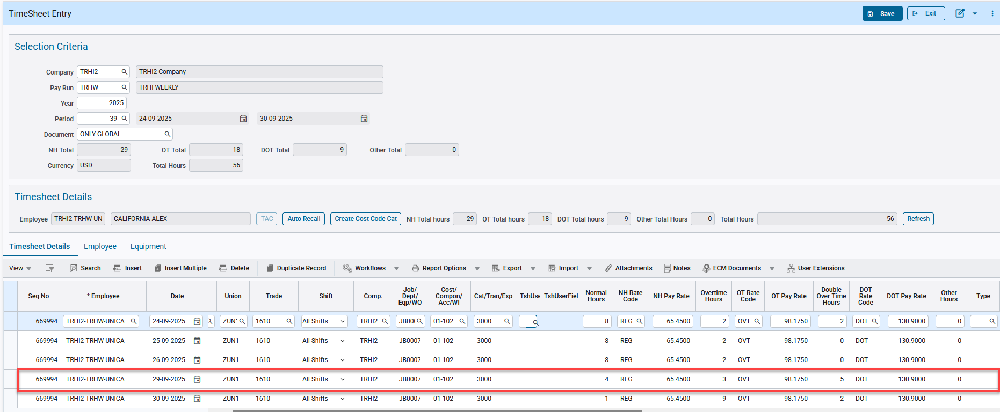 TimeSheet Entry Save Exit
Selection Criteria
Company TRHI2 TRHI2 Company
Pay Run TRHW TRHI WEEKLY
Year 2025
Period 39 24-09-2025 30-09-2025
Document ONLY GLOBAL
NH Total 29 OT Total 18 DOT Total 9 Other Total 0
Currency USD Total Hours 56
Timesheet Details
Employee TRHI2-TRHW-UN CALIFORNIA ALEX TAC Auto Recall Create Cost Code Cat NH Total hours 29 OT Total hours 18 DOT Total hours 9 Other Total Hours 0 Total Hours 56 Refresh
Timesheet Details Employee Equipment
View Search Insert Insert Multiple Delete Duplicate Record Workflows Report Options Export Import Attachments Notes ECM Documents User Extensions
Seq No * Employee Date Union Trade Shift Comp. Job/ Dept/ Eqp/WO Cost/ Compon/ Acc/WI Cat/Tran/Exp TshUse TshUserFiel Normal Hours NH Rate Code NH Pay Rate Overtime Hours OT Rate Code OT Pay Rate Double Over Time Hours DOT Rate Code DOT Pay Rate Other Hours Type
669994 TRHI2-TRHW-UNICA 24-09-2025 ZUN1 1610 All Shifts TRHI2 JB00 01-102 3000 8 REG 65.4500 2 OVT 98.1750 2 DOT 130.9000 0
669994 TRHI2-TRHW-UNICA 25-09-2025 ZUN1 1610 All Shifts TRHI2 JB0007 01-102 3000 8 REG 65.4500 2 OVT 98.1750 0 DOT 130.9000 0
669994 TRHI2-TRHW-UNICA 26-09-2025 ZUN1 1610 All Shifts TRHI2 JB0007 01-102 3000 8 REG 65.4500 2 OVT 98.1750 0 DOT 130.9000 0
669994 TRHI2-TRHW-UNICA 29-09-2025 ZUN1 1610 All Shifts TRHI2 JB0007 01-102 3000 4 REG 65.4500 3 OVT 98.1750 5 DOT 130.9000 0
669994 TRHI2-TRHW-UNICA 30-09-2025 ZUN1 1610 All Shifts TRHI2 JB0007 01-102 3000 1 REG 65.4500 9 OVT 98.1750 2 DOT 130.9000 0